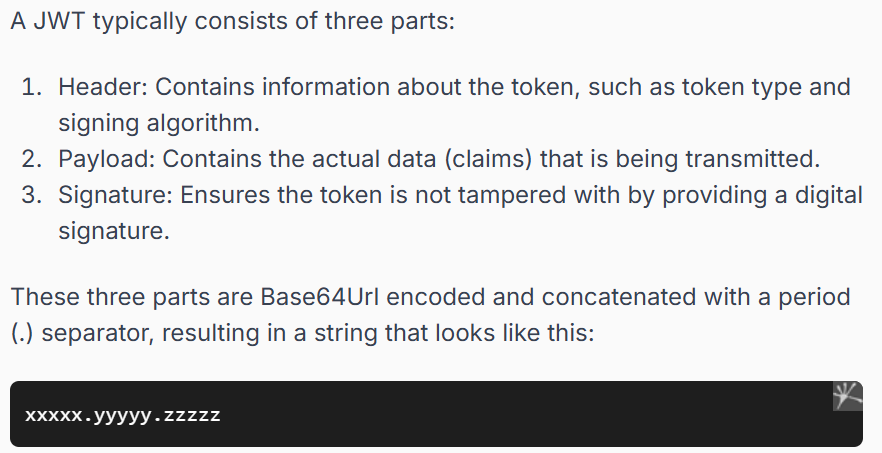 A JWT typically consists of three parts:
1. Header: Contains information about the token, such as token type and
signing algorithm.
2. Payload: Contains the actual data (claims) that is being transmitted.
3. Signature: Ensures the token is not tampered with by providing a digital
signature.
These three parts are Base64Url encoded and concatenated with a period
(.) separator, resulting in a string that looks like this:
xxxxx.yyyyy.zzzzz